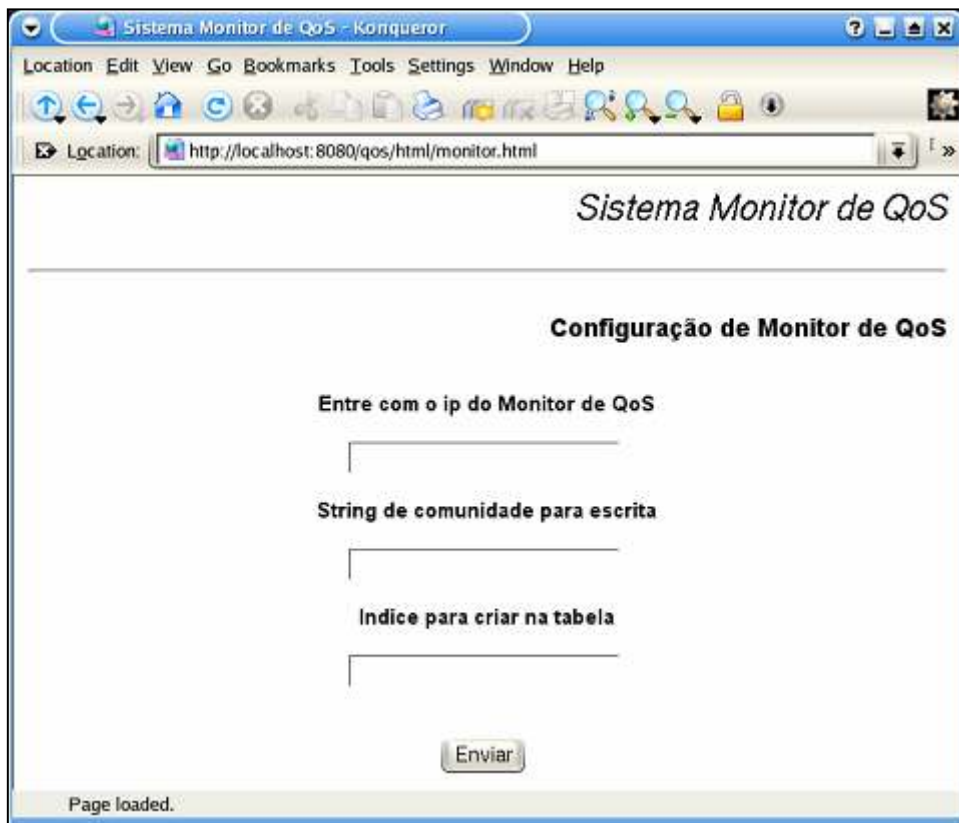 Sistema Monitor de QoS - Konqueror
Location Edit View Go Bookmarks Tools Settings Window Help
Location: http://localhost:8080/qos/html/monitor.html
Sistema Monitor de QoS
Configuração de Monitor de QoS
Entre com o ip do Monitor de QoS
String de comunidade para escrita
Indice para criar na tabela
Enviar
Page loaded.